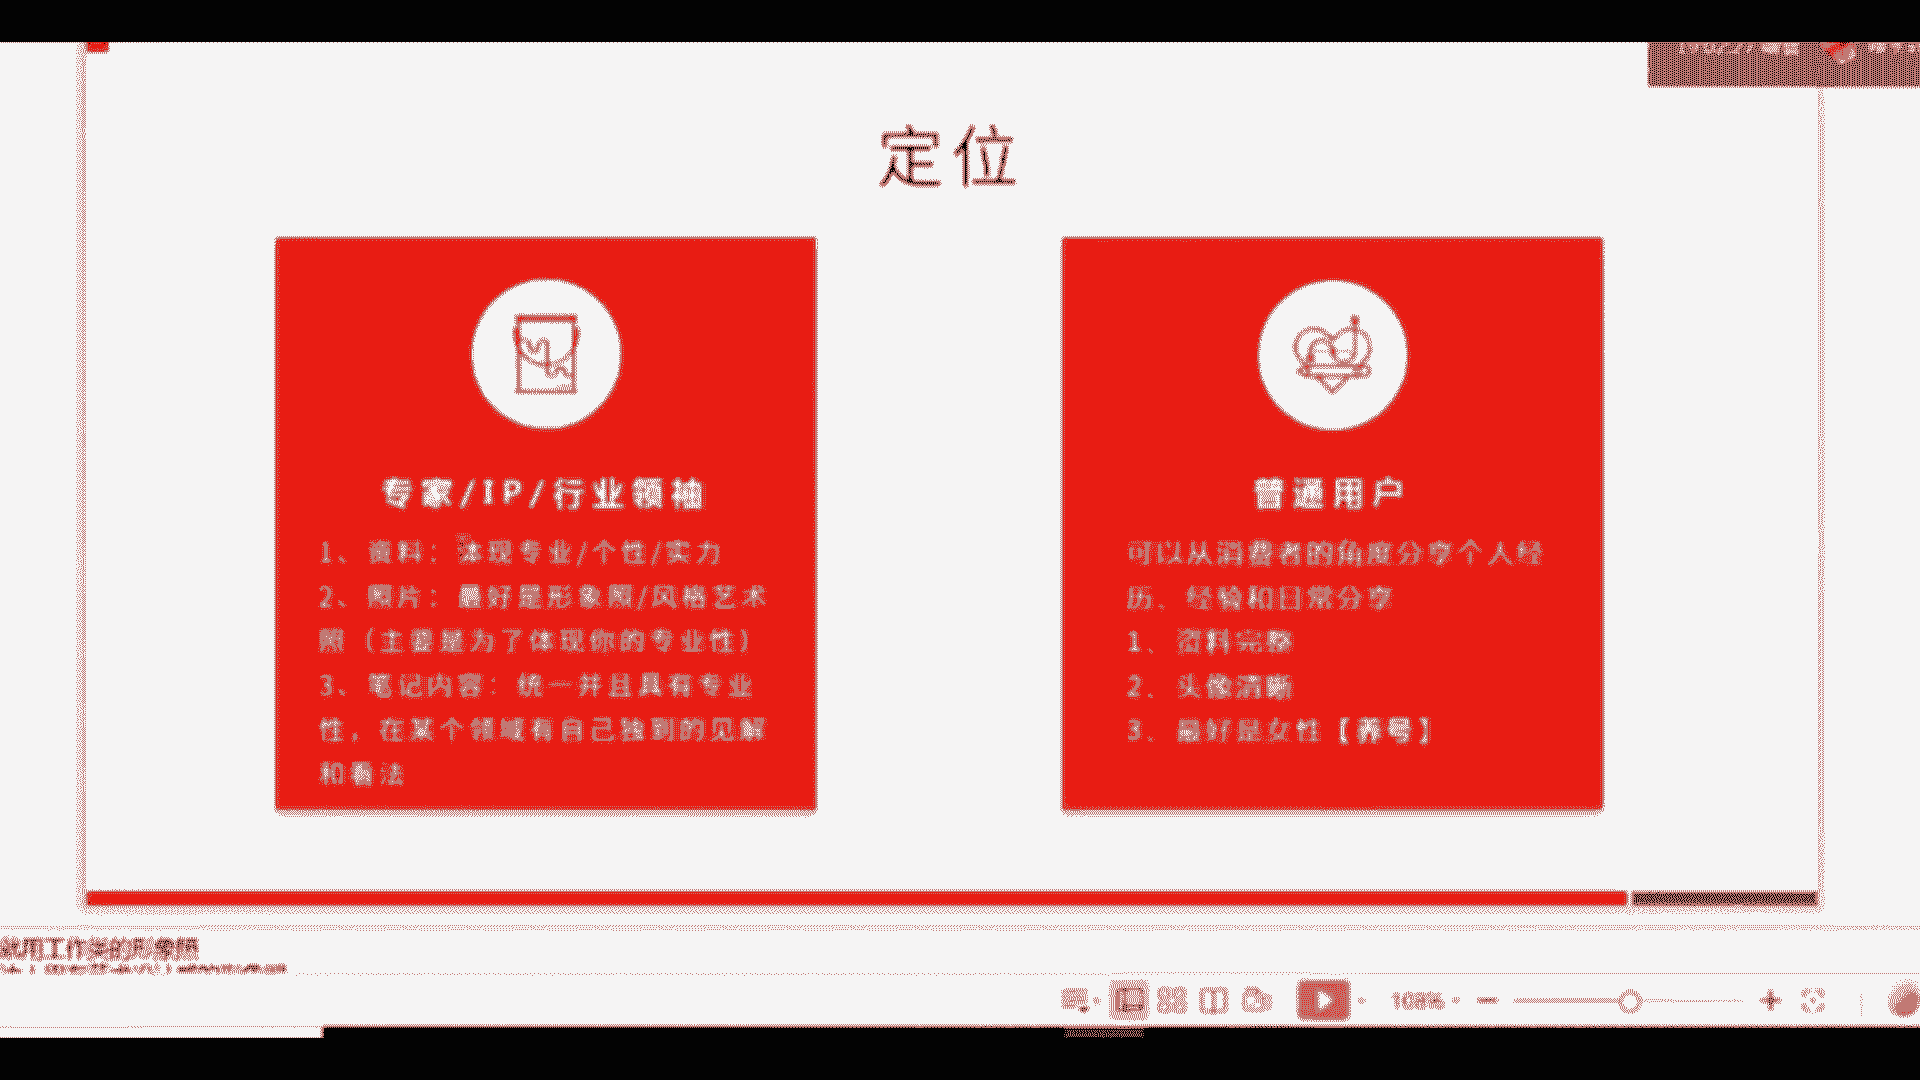 定位
专家/IP/行业领袖
1、资料：体现专业/个性/实力
2、照片：最好是形象照/风格艺术
照（主要是为了体现你的专业性）
3、笔记内容：统一并且具有专业
性，在某个领域有自己独到的见解
和看法
普通用户
可以从消费者的角度分享个人经
历、经验和日常分享
1、资料完整
2、头像清晰
3、最好是女性【养号】
就用工作类的形象照
108%